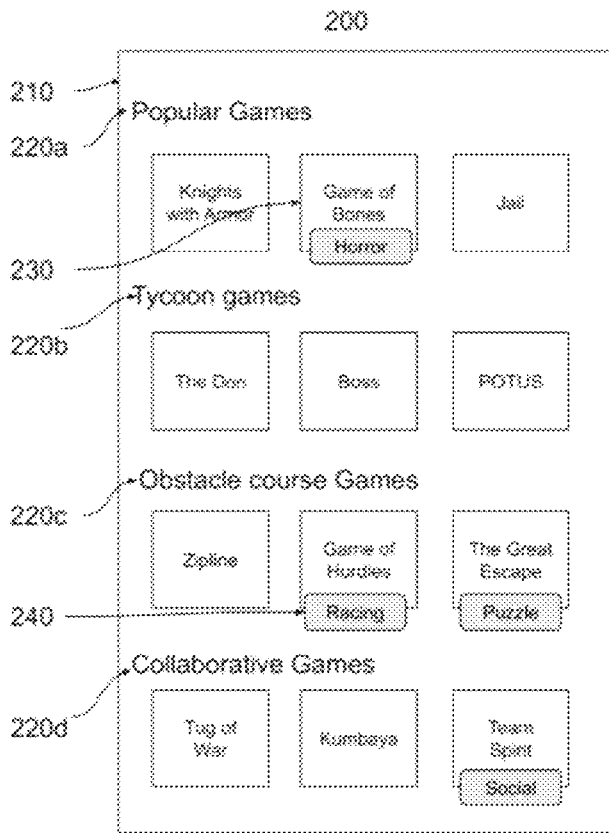 200
210
Popular Games
220a
Knights
with Armor
Game of
Bones
Jail
Horror
230
Tycoon games
220b
The Don
Boss
POTUS
Obstacle course Games
220c
Zipline
Game of
Hurdles
The Great
Escape
240
Racing
Puzzle
Collaborative Games
220d
Tug of
War
Kumbaya
Team
Spirit
Social